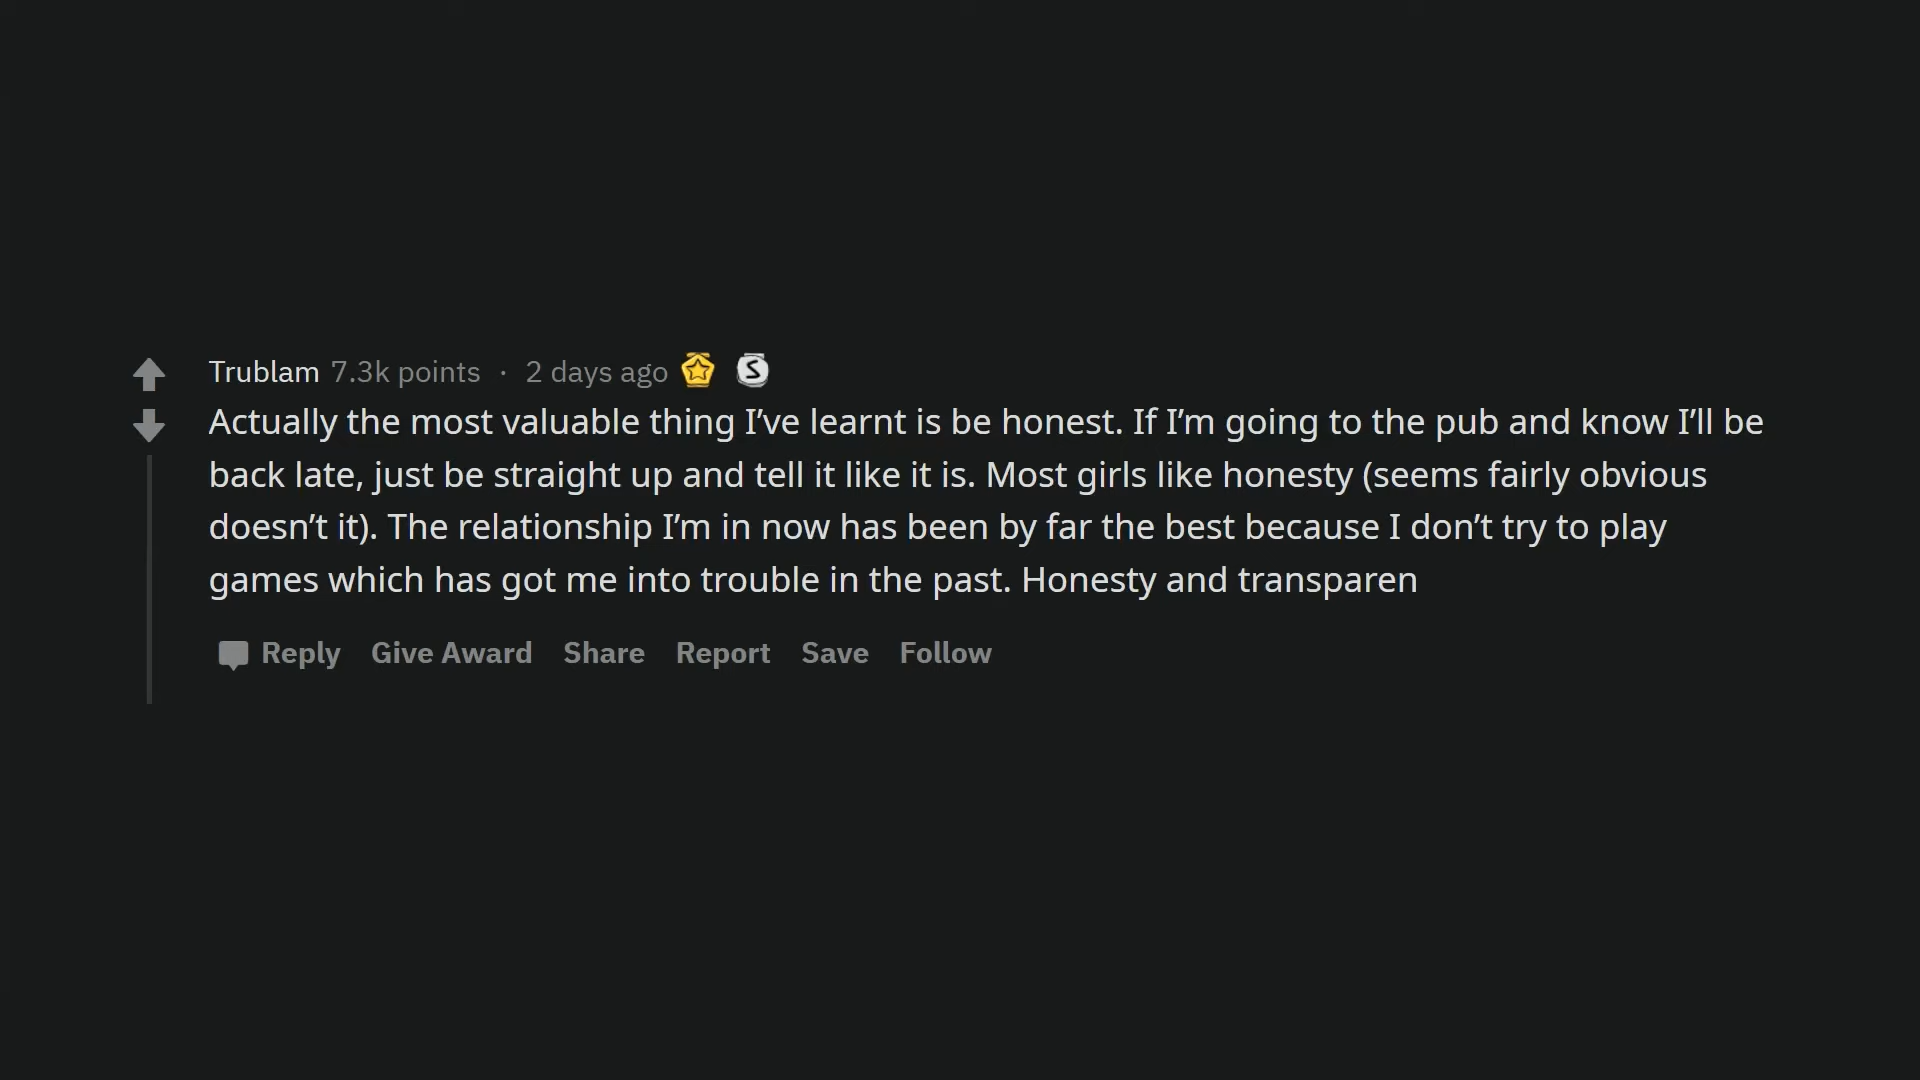 Trublam 7.3k points · 2 days ago
Actually the most valuable thing I’ve learnt is be honest. If I’m going to the pub and know I’ll be
back late, just be straight up and tell it like it is. Most girls like honesty (seems fairly obvious
doesn’t it). The relationship I’m in now has been by far the best because I don’t try to play
games which has got me into trouble in the past. Honesty and transparen
Reply Give Award Share Report Save Follow